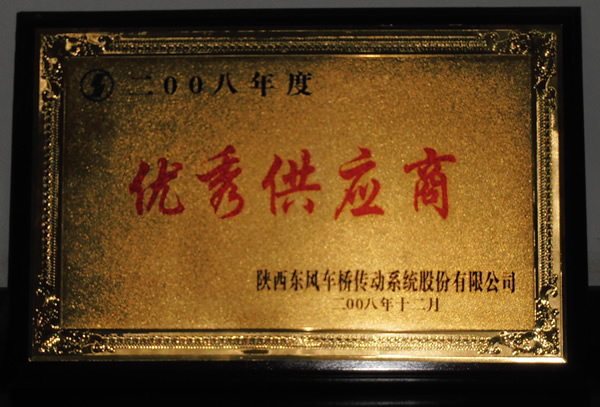 二00八年度
优秀供应商
陕西东风车桥传动系统股份有限公司
二00八年十二月